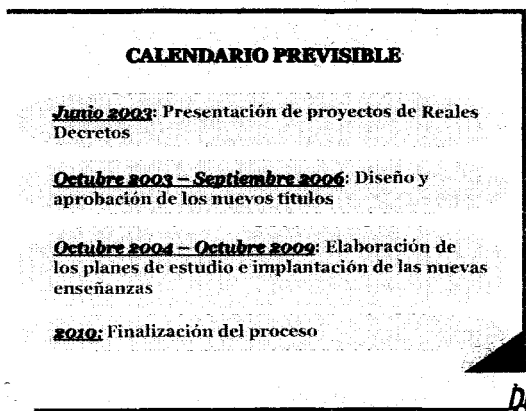 CALENDARIO PREVISIBLE
Junio 2003: Presentación de proyectos de Reales
Decretos
Octubre 2003 – Septiembre 2006: Diseño y
aprobación de los nuevos títulos
Octubre 2004 – Octubre 2009: Elaboración de
los planes de estudio e implantación de las nuevas
enseñanzas
2010: Finalización del proceso